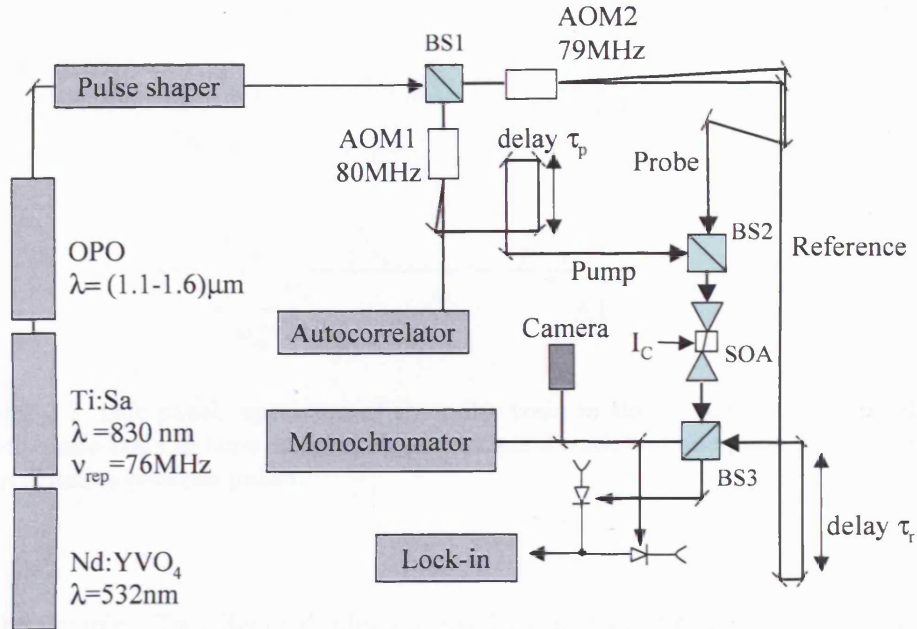 AOM2
79MHz
BS1
Pulse shaper
AOM1
80MHz
delay τp
Probe
OPO
λ= (1.1-1.6)μm
BS2
Reference
Pump
Autocorrelator
Camera
IC
SOA
Ti:Sa
λ =830 nm
νrep=76MHz
Monochromator
BS3
delay τr
Lock-in
Nd:YVO4
λ=532nm